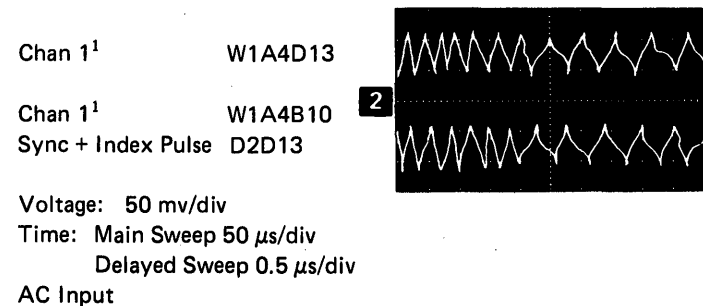 Chan 1¹ W1A4D13
Chan 1¹ W1A4B10
2
Sync + Index Pulse D2D13
Voltage: 50 mv/div
Time: Main Sweep 50 μs/div
Delayed Sweep 0.5 μs/div
AC Input